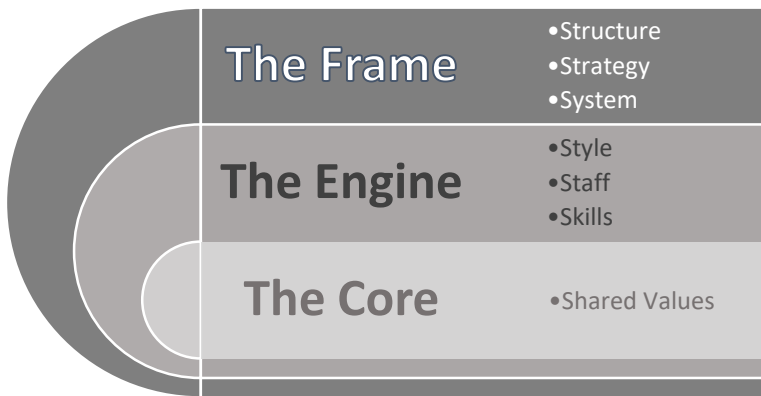 The Frame
•Structure
•Strategy
•System
The Engine
•Style
•Staff
•Skills
The Core
•Shared Values